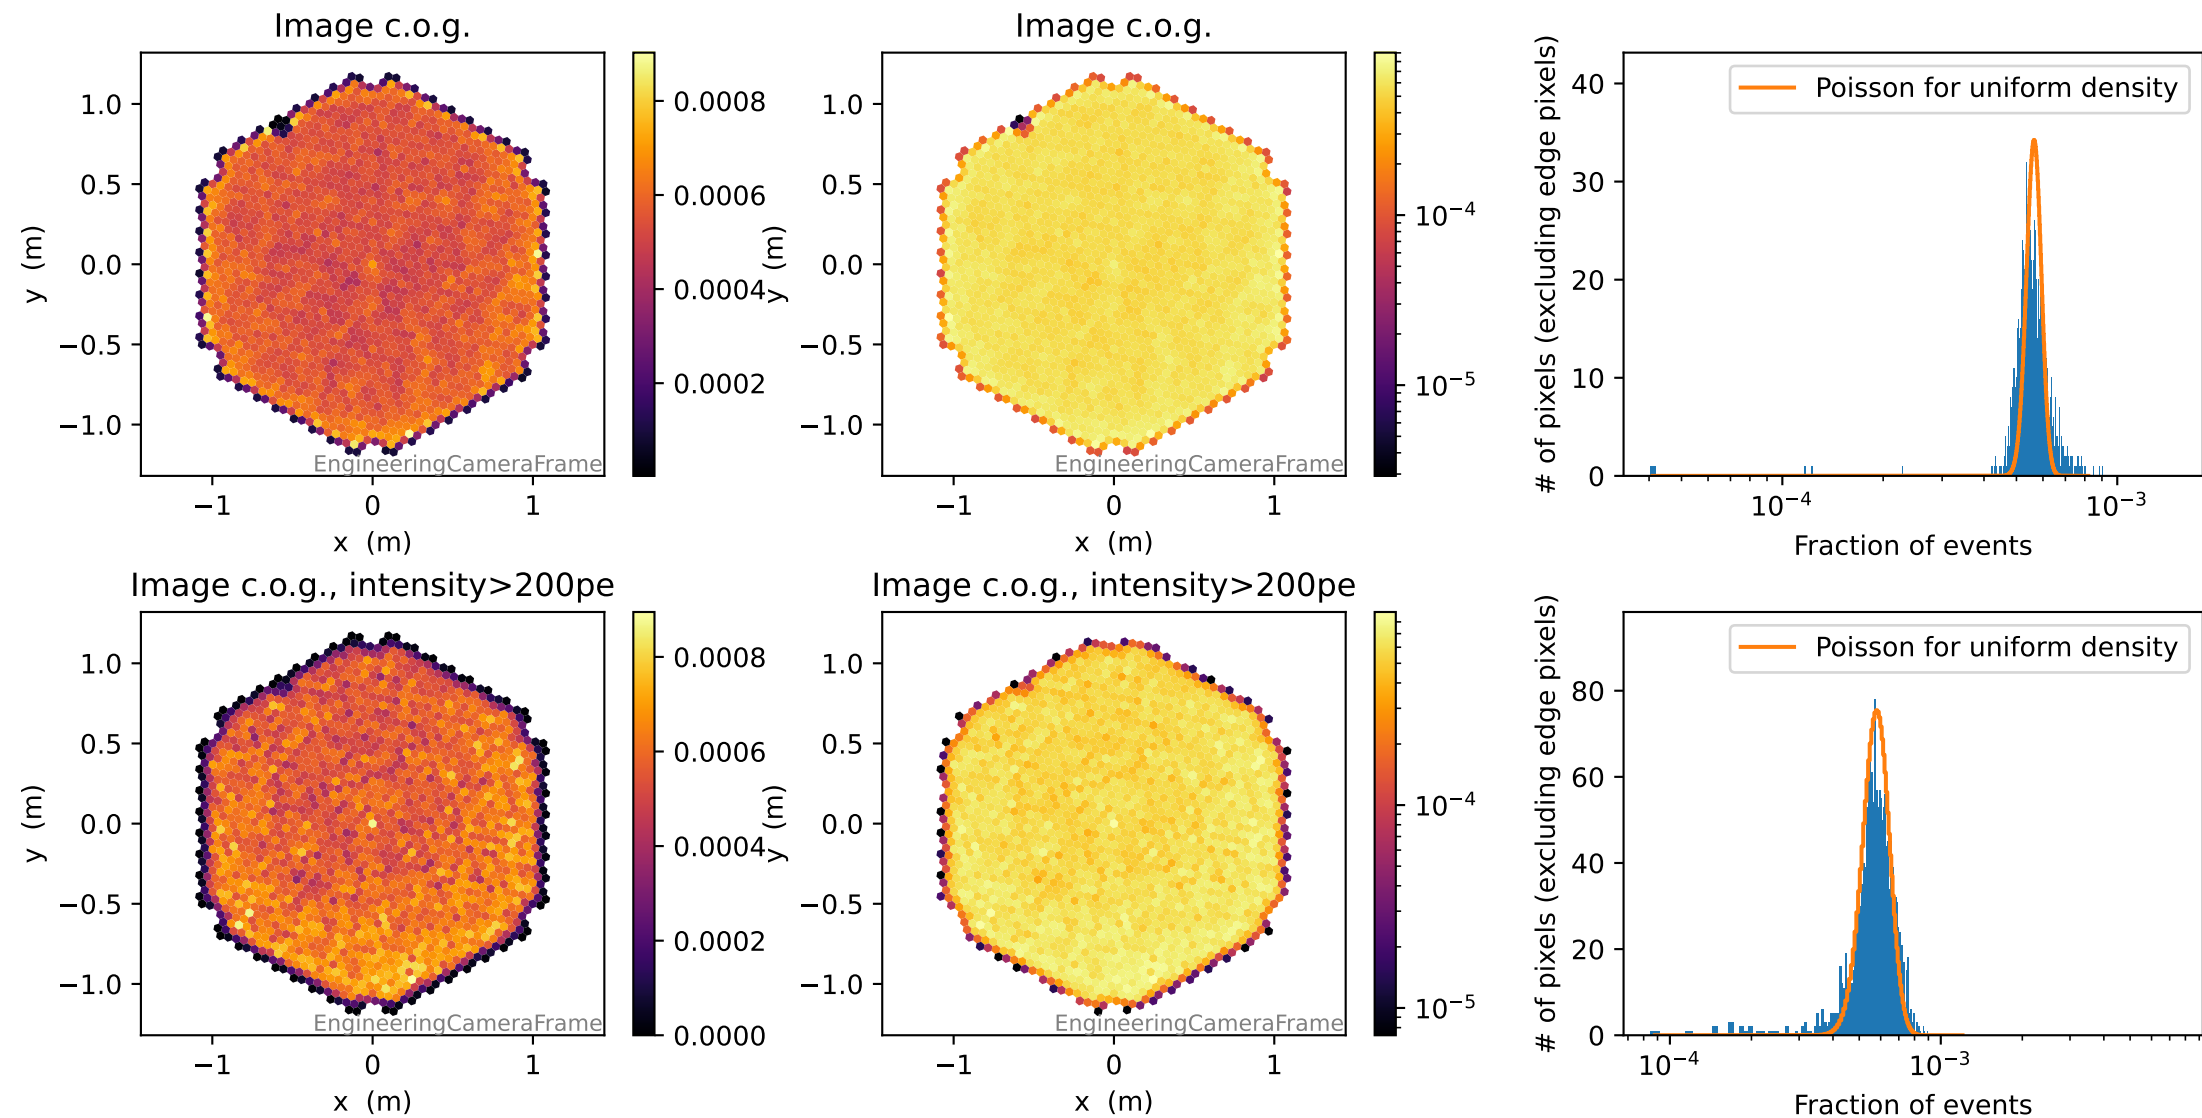 Image c.o.g.
1.0
0.5
0.0
−0.5
−1.0
y (m)
−1
0
1
x (m)
EngineeringCameraFrame
0.0008
0.0006
0.0004
0.0002
Image c.o.g.
1.0
0.5
0.0
−0.5
−1.0
y (m)
−1
0
1
x (m)
EngineeringCameraFrame
10⁻⁴
10⁻⁵
Poisson for uniform density
# of pixels (excluding edge pixels)
40
30
20
10
0
10⁻⁴
10⁻³
Fraction of events
Image c.o.g., intensity>200pe
1.0
0.5
0.0
−0.5
−1.0
y (m)
−1
0
1
x (m)
EngineeringCameraFrame
0.0008
0.0006
0.0004
0.0002
0.0000
Image c.o.g., intensity>200pe
1.0
0.5
0.0
−0.5
−1.0
y (m)
−1
0
1
x (m)
EngineeringCameraFrame
10⁻⁴
10⁻⁵
Poisson for uniform density
# of pixels (excluding edge pixels)
80
60
40
20
0
10⁻⁴
10⁻³
Fraction of events